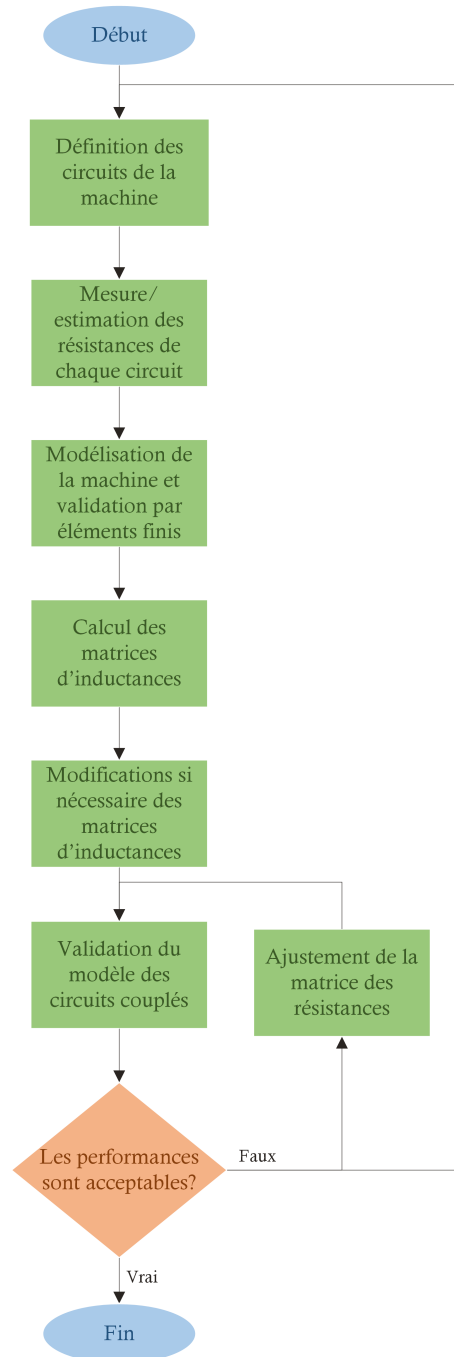 Début
Définition des
circuits de la
machine
Mesure/
estimation des
résistances de
chaque circuit
Modélisation de
la machine et
validation par
éléments finis
Calcul des
matrices
d’inductances
Modifications si
nécessaire des
matrices
d’inductances
Validation du
modèle des
circuits couplés
Ajustement de la
matrice des
résistances
Les performances
sont acceptables?
Faux
Vrai
Fin